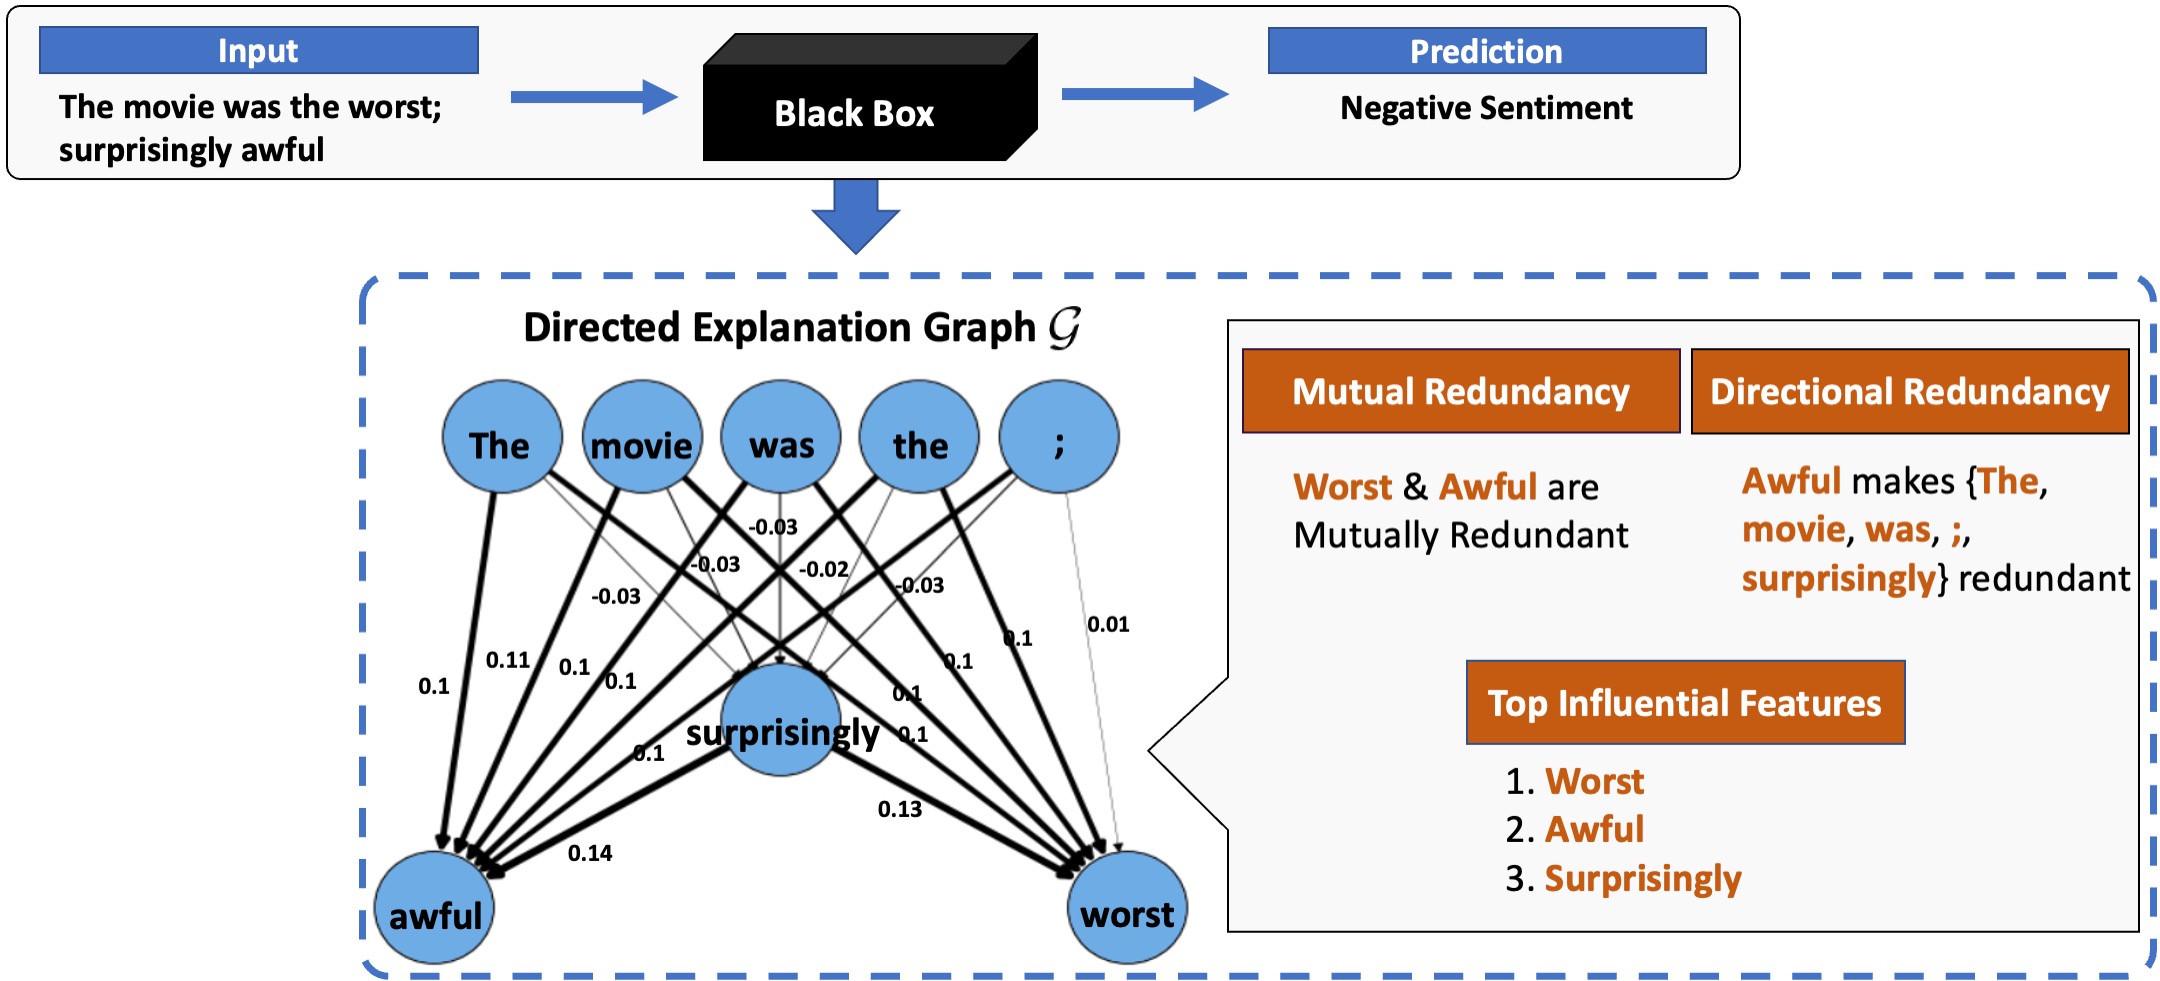 Input
The movie was the worst;
surprisingly awful
Black Box
Prediction
Negative Sentiment
Directed Explanation Graph 𝒢
The
movie
was
the
;
-0.03
-0.03
-0.02
-0.03
-0.03
0.01
0.1
0.1
0.11
0.1
0.1
0.1
0.1
0.1
0.1
surprisingly
0.13
0.14
awful
worst
Mutual Redundancy
Worst & Awful are
Mutually Redundant
Directional Redundancy
Awful makes {The,
movie, was, ;,
surprisingly} redundant
Top Influential Features
1. Worst
2. Awful
3. Surprisingly